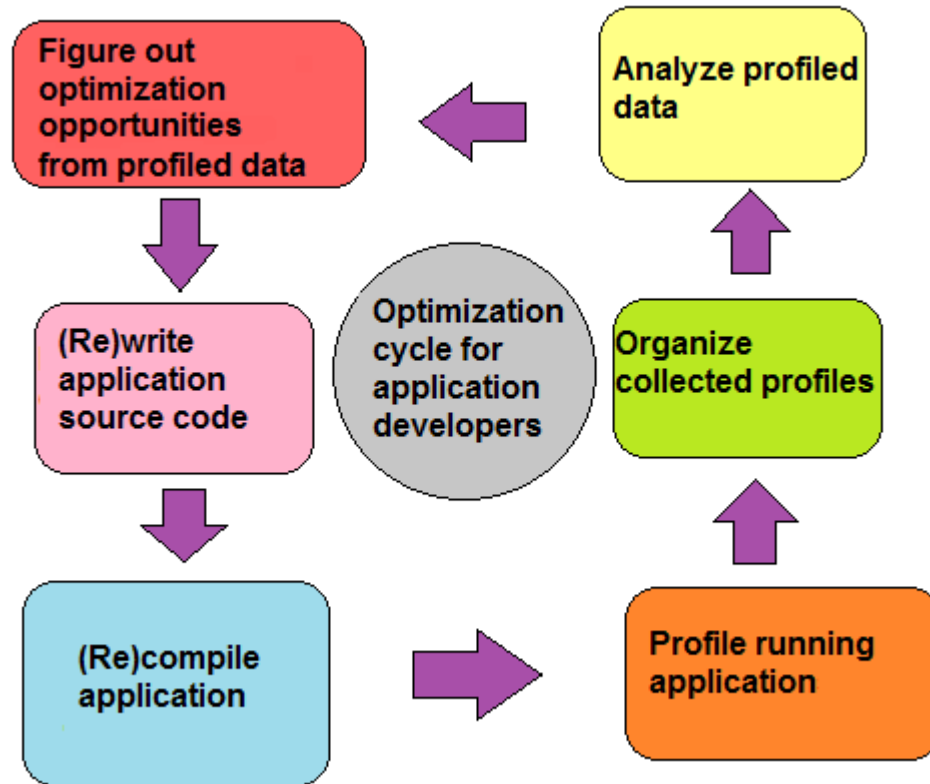 Figure out
optimization
opportunities
from profiled data
Analyze profiled
data
(Re)write
application
source code
Optimization
cycle for
application
developers
Organize
collected profiles
(Re)compile
application
Profile running
application